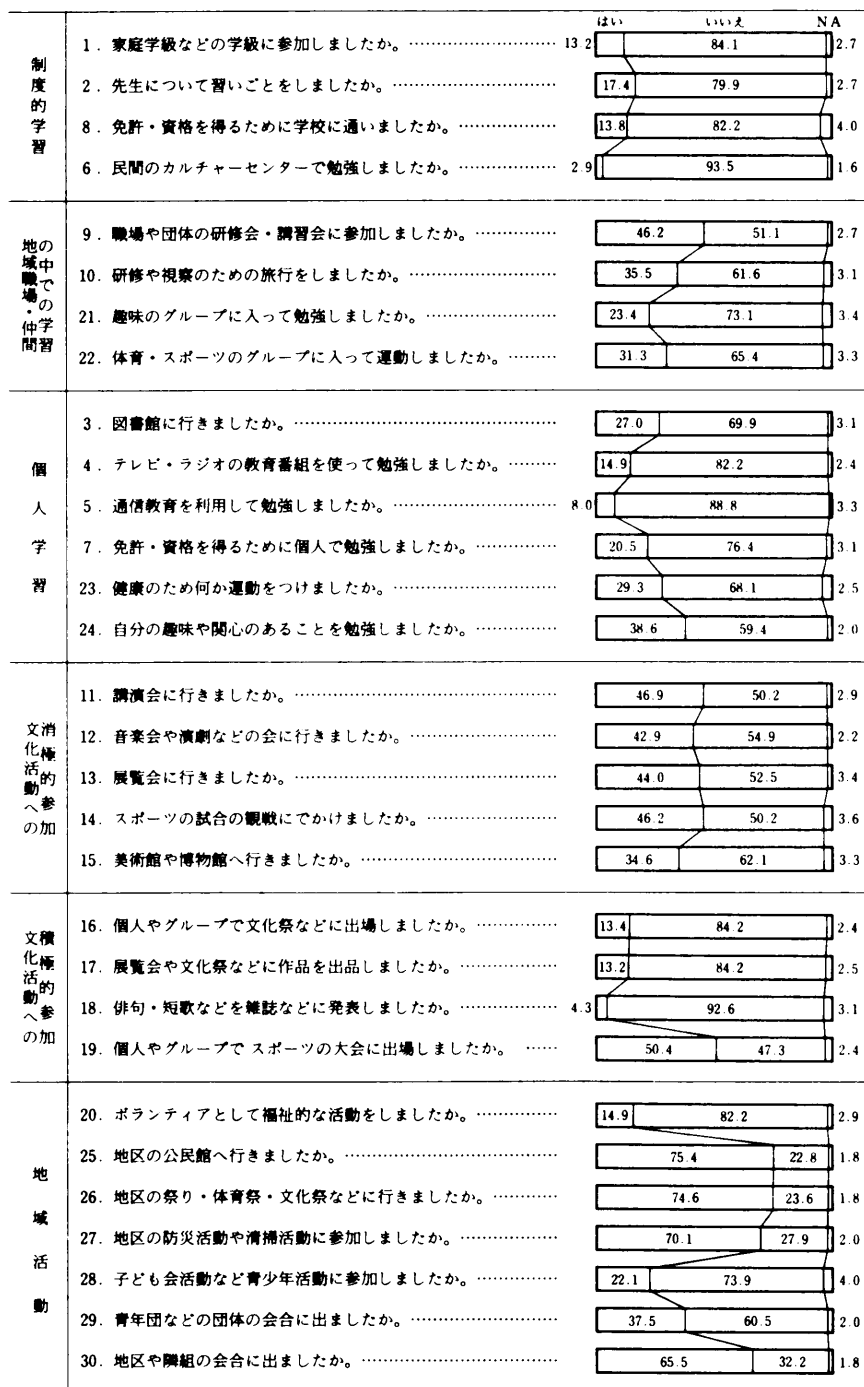 はい いいえ NA
制度的学習
1．家庭学級などの学級に参加しましたか。 13.2 84.1 2.7
2．先生について習いごとをしましたか。 17.4 79.9 2.7
8．免許・資格を得るために学校に通いましたか。 13.8 82.2 4.0
6．民間のカルチャーセンターで勉強しましたか。 2.9 93.5 1.6
地域職場・仲間の中での学習
9．職場や団体の研修会・講習会に参加しましたか。 46.2 51.1 2.7
10．研修や視察のための旅行をしましたか。 35.5 61.6 3.1
21．趣味のグループに入って勉強しましたか。 23.4 73.1 3.4
22．体育・スポーツのグループに入って運動しましたか。 31.3 65.4 3.3
個人学習
3．図書館に行きましたか。 27.0 69.9 3.1
4．テレビ・ラジオの教育番組を使って勉強しましたか。 14.9 82.2 2.4
5．通信教育を利用して勉強しましたか。 8.0 88.8 3.3
7．免許・資格を得るために個人で勉強しましたか。 20.5 76.4 3.1
23．健康のため何か運動をつけましたか。 29.3 68.1 2.5
24．自分の趣味や関心のあることを勉強しましたか。 38.6 59.4 2.0
文化活動への消極的参加
11．講演会に行きましたか。 46.9 50.2 2.9
12．音楽会や演劇などの会に行きましたか。 42.9 54.9 2.2
13．展覧会に行きましたか。 44.0 52.5 3.4
14．スポーツの試合の観戦にでかけましたか。 46.2 50.2 3.6
15．美術館や博物館へ行きましたか。 34.6 62.1 3.3
文化活動への積極的参加
16．個人やグループで文化祭などに出場しましたか。 13.4 84.2 2.4
17．展覧会や文化祭などに作品を出品しましたか。 13.2 84.2 2.5
18．俳句・短歌などを雑誌などに発表しましたか。 4.3 92.6 3.1
19．個人やグループで スポーツの大会に出場しましたか。 50.4 47.3 2.4
地域活動
20．ボランティアとして福祉的な活動をしましたか。 14.9 82.2 2.9
25．地区の公民館へ行きましたか。 75.4 22.8 1.8
26．地区の祭り・体育祭・文化祭などに行きましたか。 74.6 23.6 1.8
27．地区の防災活動や清掃活動に参加しましたか。 70.1 27.9 2.0
28．子ども会活動など青少年活動に参加しましたか。 22.1 73.9 4.0
29．青年団などの団体の会合に出ましたか。 37.5 60.5 2.0
30．地区や隣組の会合に出ましたか。 65.5 32.2 1.8